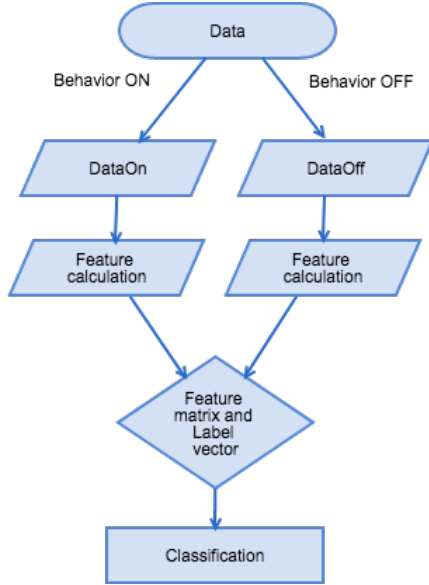 Data
Behavior ON
Behavior OFF
DataOn
DataOff
Feature
calculation
Feature
calculation
Feature
matrix and
Label
vector
Classification